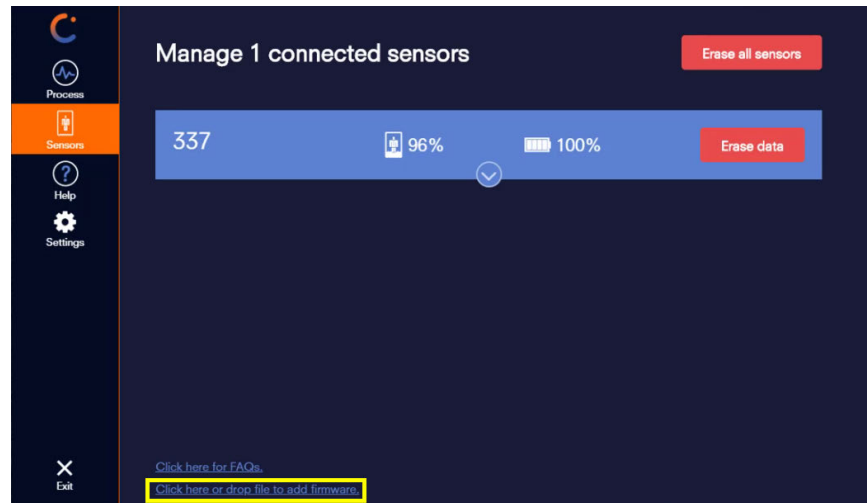 Manage 1 connected sensors
Erase all sensors
Process
Sensors
337
96%
100%
Erase data
Help
Settings
Exit
Click here for FAQs.
Click here or drop file to add firmware.